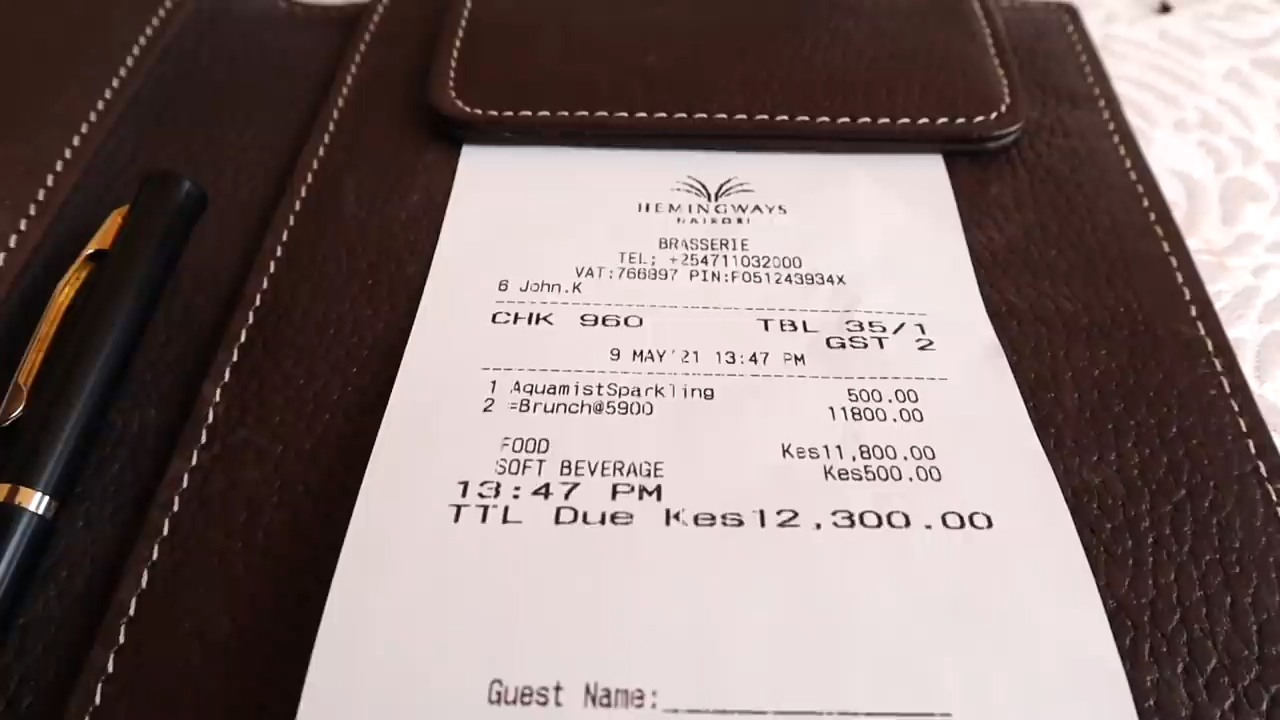 HEMINGWAYS
NAIROBI
BRASSERIE
TEL; +254711032000
VAT:766897 PIN:F051243934X
6 John.K
CHK 960 TBL 35/1
GST 2
9 MAY'21 13:47 PM
1 AquamistSparkling 500.00
2 =Brunch@5900 11800.00
FOOD Kes11,800.00
SOFT BEVERAGE Kes500.00
13:47 PM
TTL Due Kes12,300.00
Guest Name: